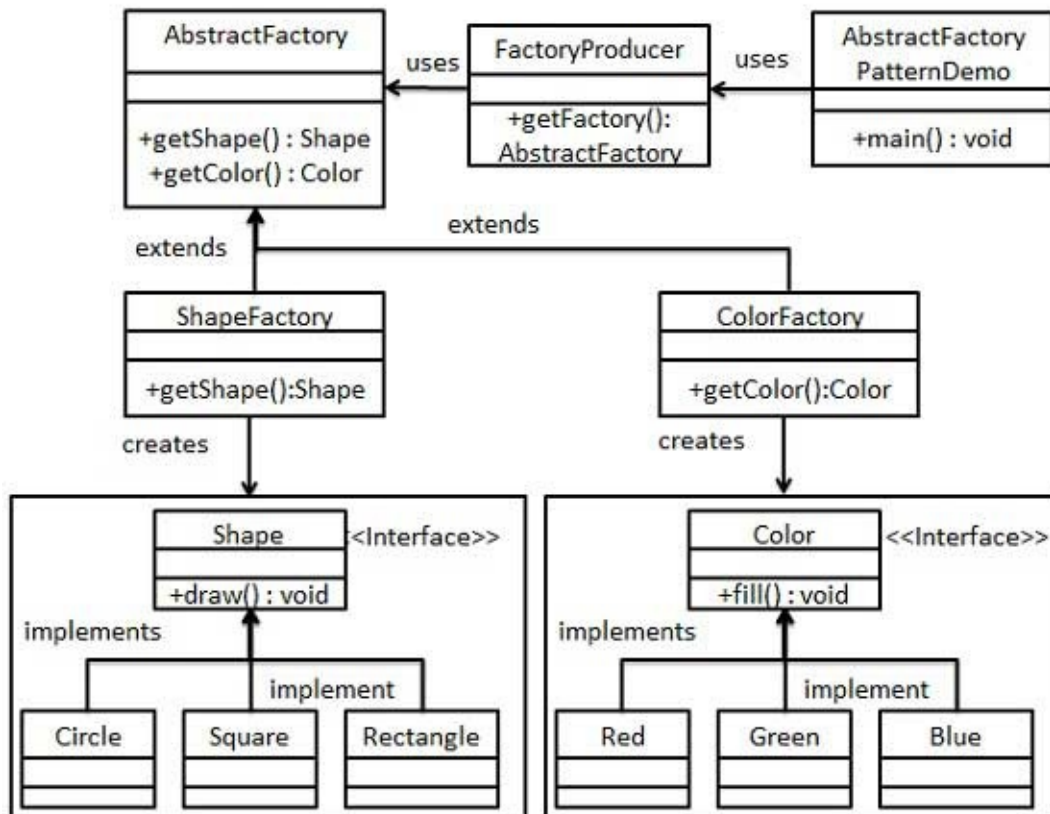 AbstractFactory
+getShape() : Shape
+getColor() : Color
uses
FactoryProducer
+getFactory():
AbstractFactory
uses
AbstractFactory
PatternDemo
+main() : void
extends
extends
ShapeFactory
+getShape():Shape
ColorFactory
+getColor():Color
creates
creates
Shape
<<Interface>>
+draw() : void
implements
implement
Circle
Square
Rectangle
Color
<<Interface>>
+fill() : void
implements
implement
Red
Green
Blue